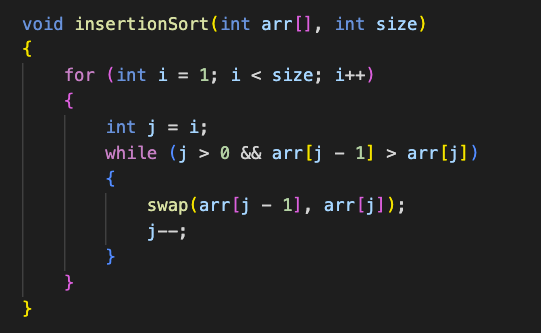 void insertionSort(int arr[], int size)
{
    for (int i = 1; i < size; i++)
    {
        int j = i;
        while (j > 0 && arr[j - 1] > arr[j])
        {
            swap(arr[j - 1], arr[j]);
            j--;
        }
    }
}